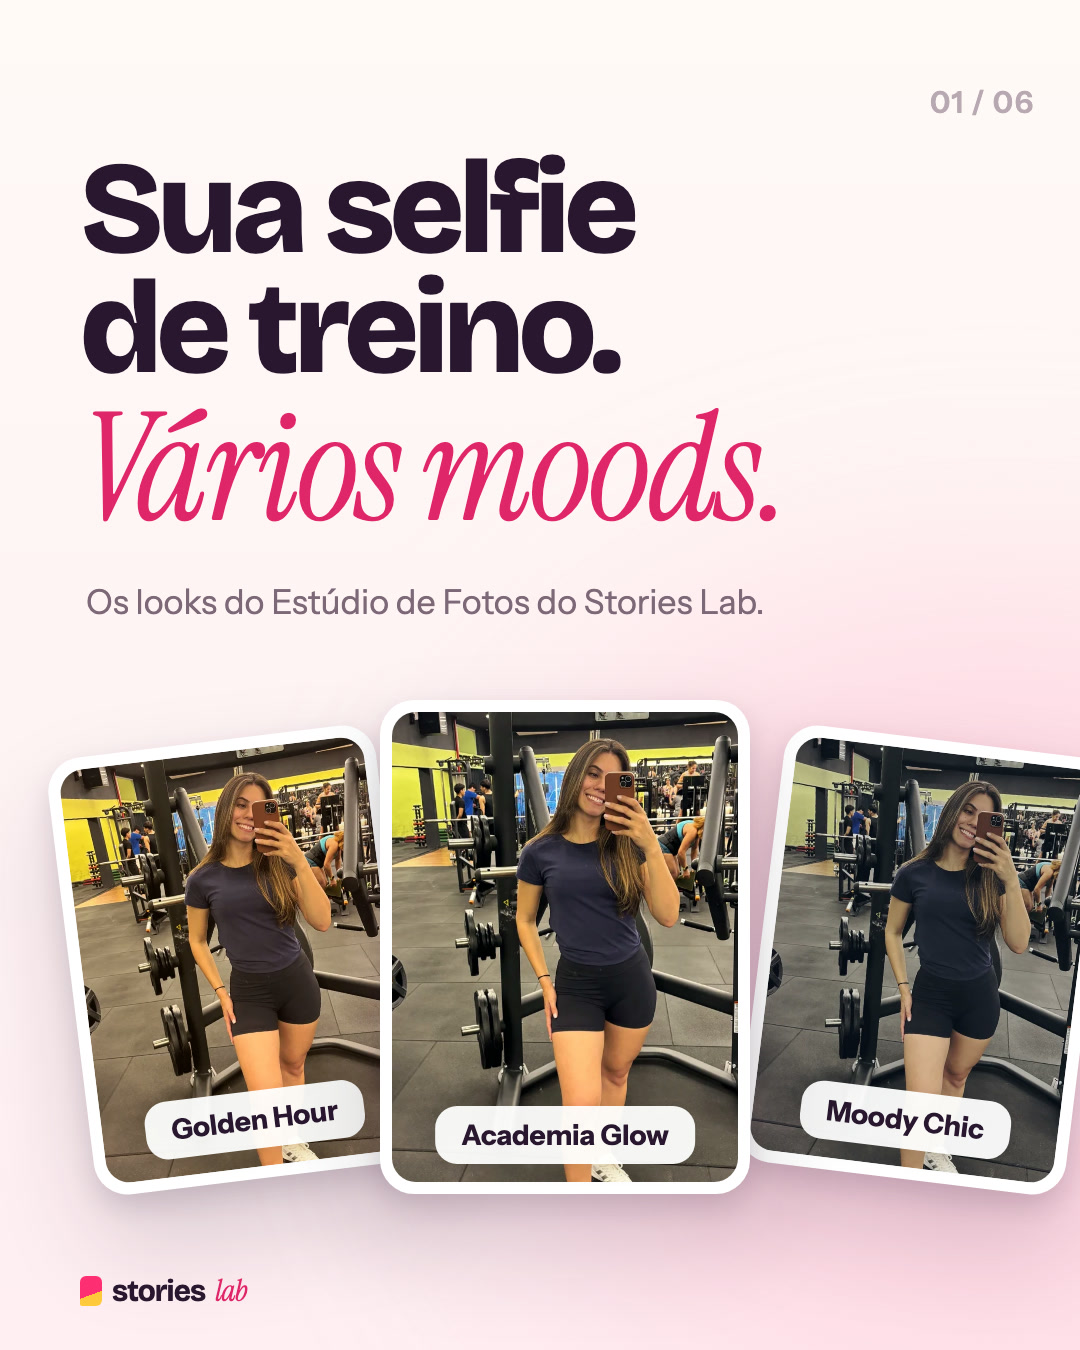 01 / 06
Sua selfie
de treino.
Vários moods.
Os looks do Estúdio de Fotos do Stories Lab.
Golden Hour
Academia Glow
Moody Chic
stories lab